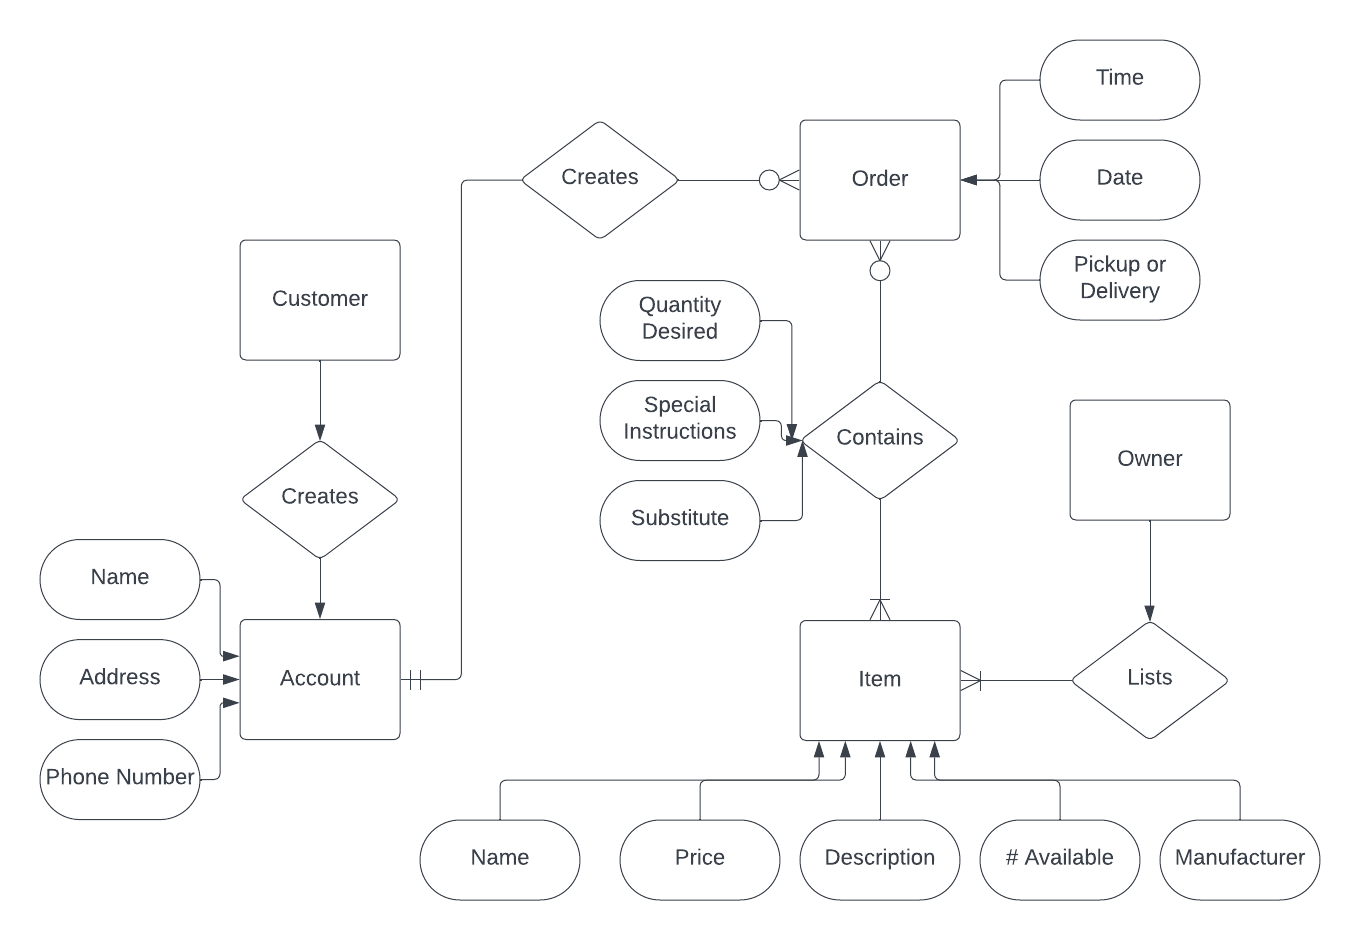 Time
Creates
Order
Date
Customer
Pickup or
Delivery
Quantity
Desired
Special
Instructions
Contains
Owner
Creates
Substitute
Name
Address
Account
Item
Lists
Phone Number
Name
Price
Description
# Available
Manufacturer